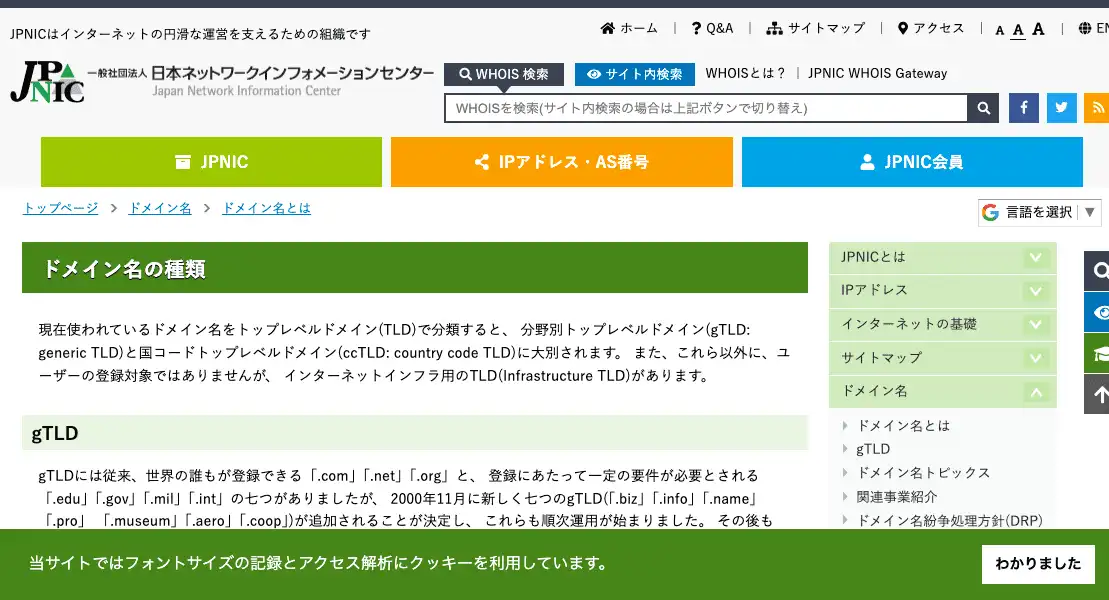 JPNICはインターネットの円滑な運営を支えるための組織です
ホーム | Q&A | サイトマップ | アクセス | A A A |
JPNIC 一般社団法人 日本ネットワークインフォメーションセンター
Japan Network Information Center
WHOIS 検索 サイト内検索 WHOISとは? | JPNIC WHOIS Gateway
WHOISを検索(サイト内検索の場合は上記ボタンで切り替え)
JPNIC IPアドレス・AS番号 JPNIC会員
トップページ > ドメイン名 > ドメイン名とは
言語を選択 ▼
ドメイン名の種類
現在使われているドメイン名をトップレベルドメイン(TLD)で分類すると、 分野別トップレベルドメイン(gTLD:
generic TLD)と国コードトップレベルドメイン(ccTLD: country code TLD)に大別されます。 また、これら以外に、ユ
ーザーの登録対象ではありませんが、 インターネットインフラ用のTLD(Infrastructure TLD)があります。
gTLD
gTLDには従来、世界の誰もが登録できる「.com」「.net」「.org」と、 登録にあたって一定の要件が必要とされる
「.edu」「.gov」「.mil」「.int」の七つがありましたが、 2000年11月に新しく七つのgTLD(「.biz」「.info」「.name」
「.pro」 「.museum」「.aero」「.coop」)が追加されることが決定し、 これらも順次運用が始まりました。 その後も
JPNICとは
IPアドレス
インターネットの基礎
サイトマップ
ドメイン名
ドメイン名とは
gTLD
ドメイン名トピックス
関連事業紹介
ドメイン名紛争処理方針(DRP)
当サイトではフォントサイズの記録とアクセス解析にクッキーを利用しています。
わかりました